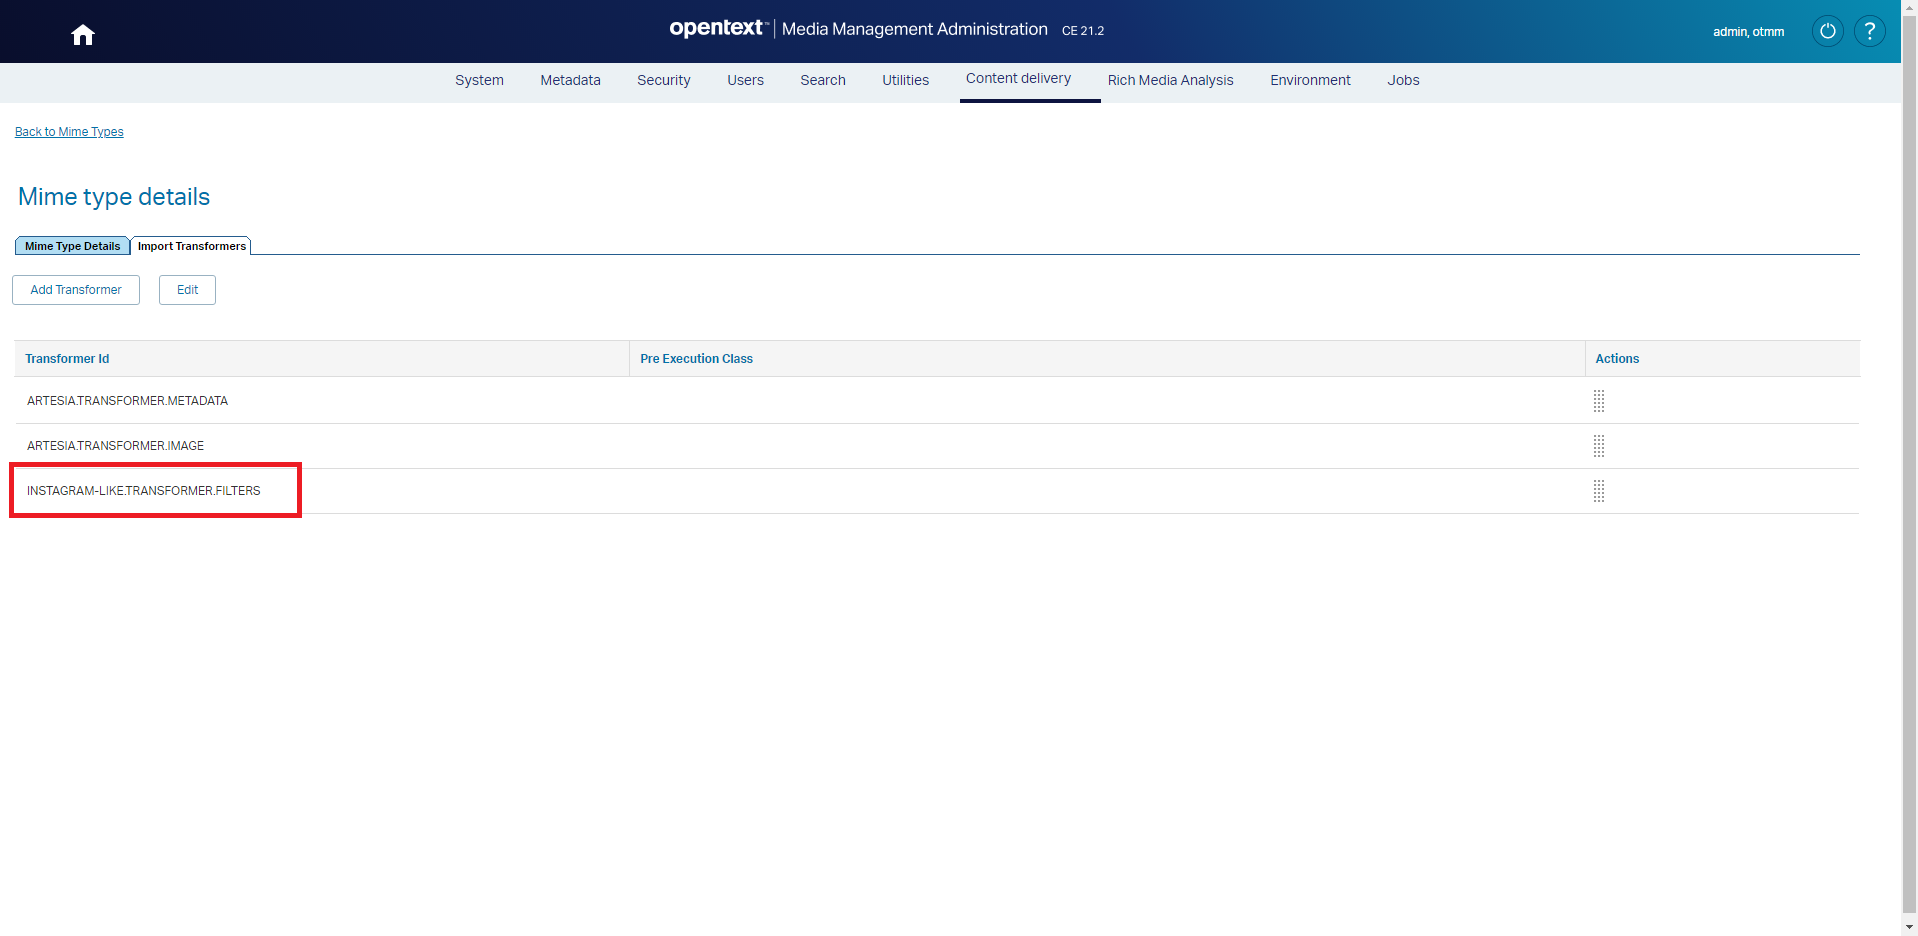 opentext™ | Media Management Administration CE 21.2
admin, otmm
?
System Metadata Security Users Search Utilities Content delivery Rich Media Analysis Environment Jobs
Back to Mime Types
Mime type details
Mime Type Details Import Transformers
Add Transformer Edit
Transformer Id Pre Execution Class Actions
ARTESIA.TRANSFORMER.METADATA
ARTESIA.TRANSFORMER.IMAGE
INSTAGRAM-LIKE.TRANSFORMER.FILTERS